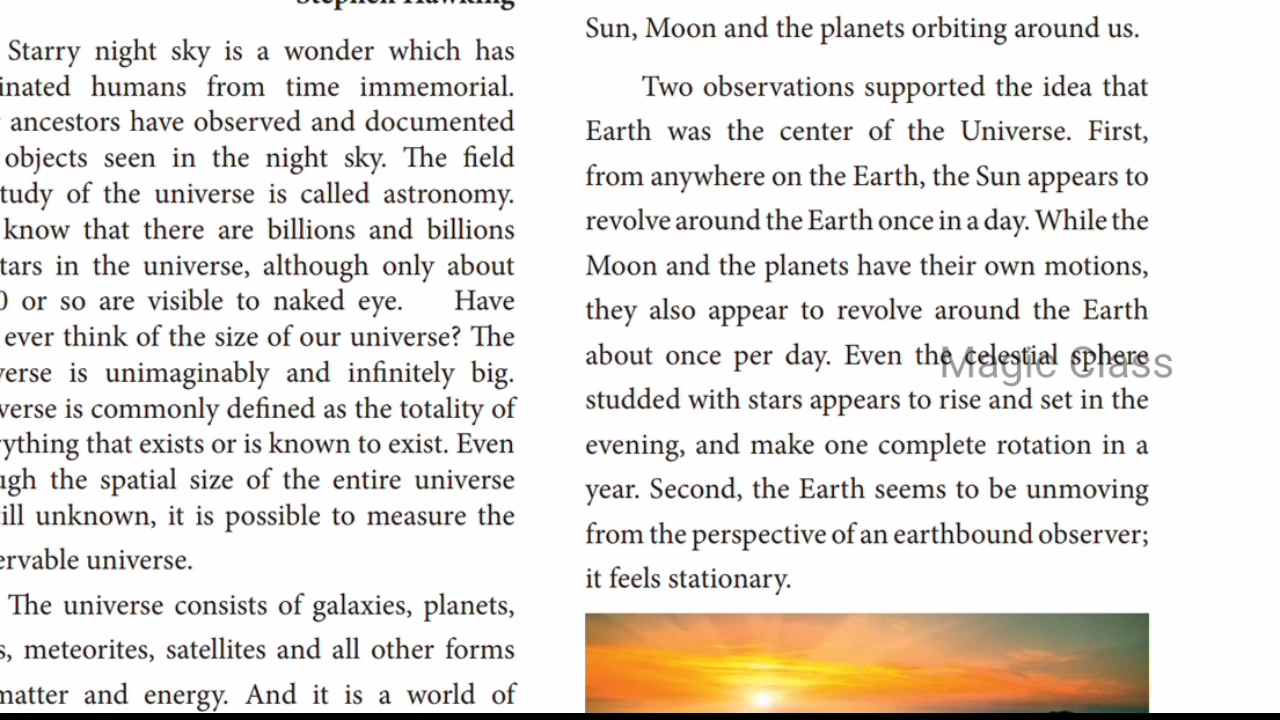 Stephen Hawking
Starry night sky is a wonder which has
inated humans from time immemorial.
ancestors have observed and documented
objects seen in the night sky. The field
tudy of the universe is called astronomy.
know that there are billions and billions
tars in the universe, although only about
0 or so are visible to naked eye. Have
ever think of the size of our universe? The
verse is unimaginably and infinitely big.
verse is commonly defined as the totality of
rything that exists or is known to exist. Even
ugh the spatial size of the entire universe
till unknown, it is possible to measure the
ervable universe.
The universe consists of galaxies, planets,
s, meteorites, satellites and all other forms
matter and energy. And it is a world of
Sun, Moon and the planets orbiting around us.
Two observations supported the idea that
Earth was the center of the Universe. First,
from anywhere on the Earth, the Sun appears to
revolve around the Earth once in a day. While the
Moon and the planets have their own motions,
they also appear to revolve around the Earth
about once per day. Even the celestial sphere
Magic Class
studded with stars appears to rise and set in the
evening, and make one complete rotation in a
year. Second, the Earth seems to be unmoving
from the perspective of an earthbound observer;
it feels stationary.